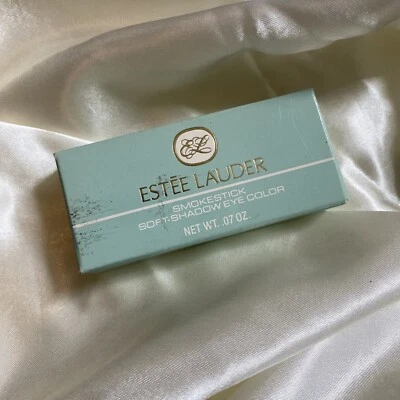 EL
ESTĒE LAUDER
SMOKESTICK
SOFT-SHADOW EYE COLOR
NET WT. .07 OZ.